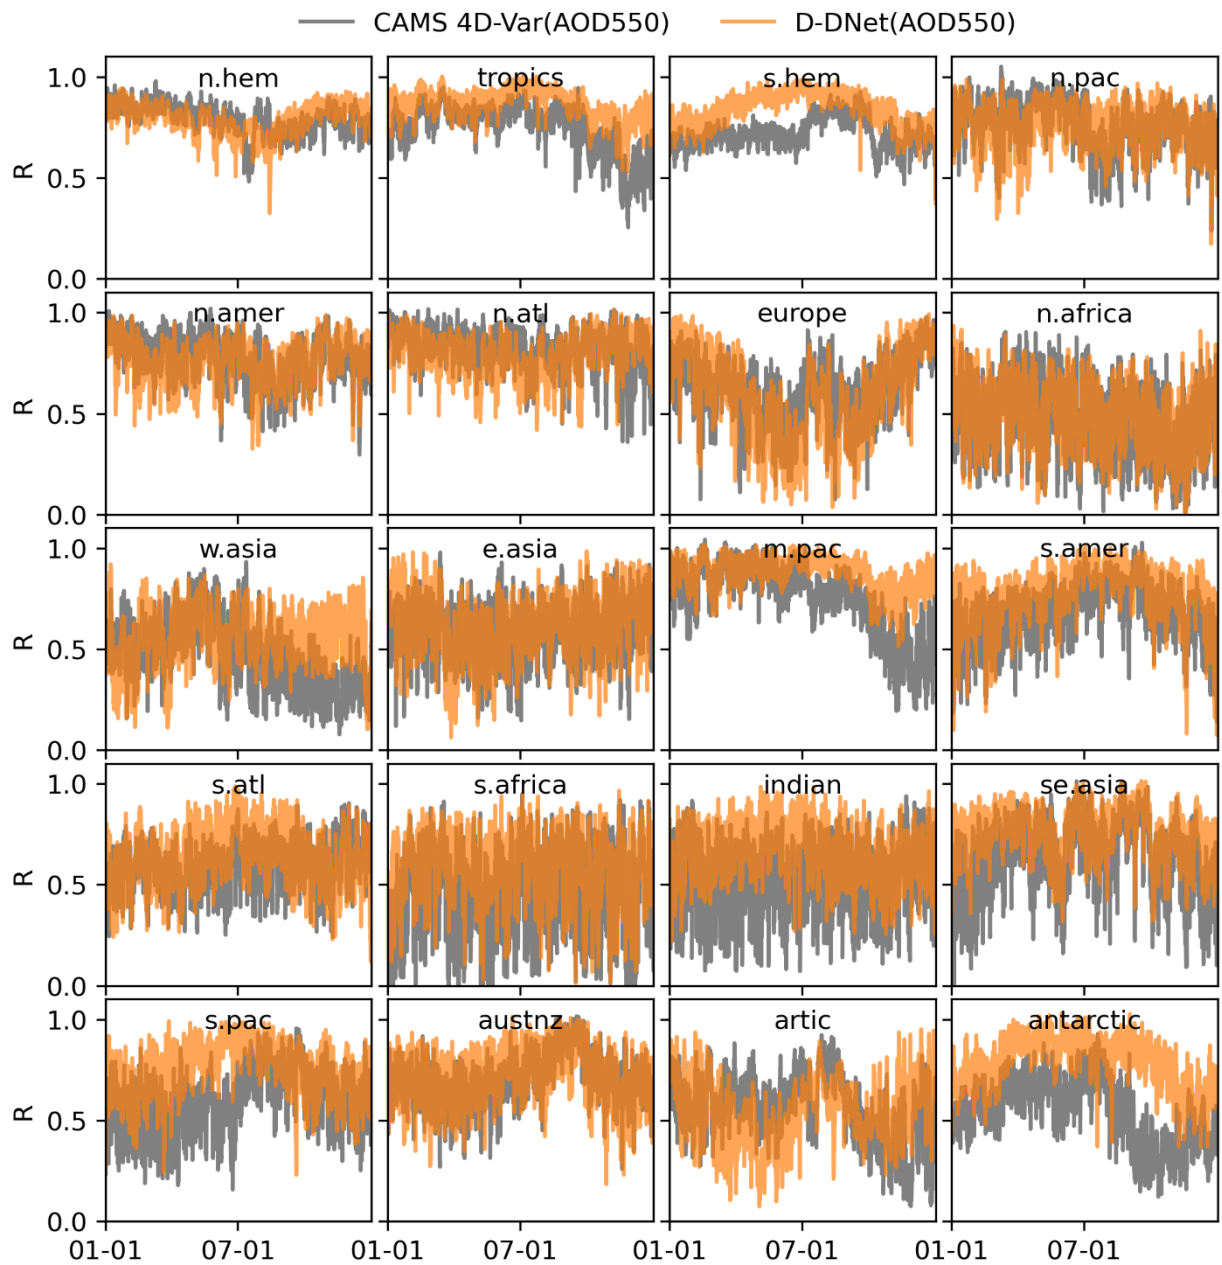 CAMS 4D-Var(AOD550) D-DNet(AOD550)
n.hem tropics s.hem n.pac
1.0
R
0.5
0.0
n.amer n.atl europe n.africa
1.0
R
0.5
0.0
w.asia e.asia m.pac s.amer
1.0
R
0.5
0.0
s.atl s.africa indian se.asia
1.0
R
0.5
0.0
s.pac austnz artic antarctic
1.0
R
0.5
0.0
01-01 07-01 01-01 07-01 01-01 07-01 01-01 07-01